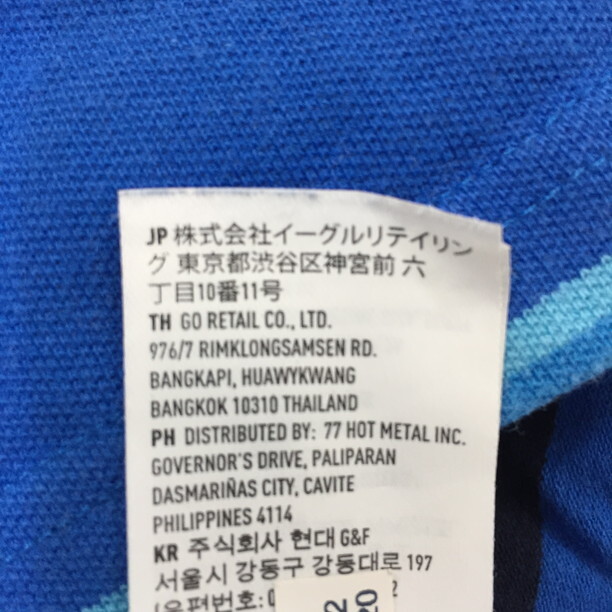 JP 株式会社イーグルリテイリン
グ 東京都渋谷区神宮前 六
丁目10番11号
TH GO RETAIL CO., LTD.
976/7 RIMKLONGSAMSEN RD.
BANGKAPI, HUAWYKWANG
BANGKOK 10310 THAILAND
PH DISTRIBUTED BY: 77 HOT METAL INC.
GOVERNOR'S DRIVE, PALIPARAN
DASMARIÑAS CITY, CAVITE
PHILIPPINES 4114
KR 주식회사 현대 G&F
서울시 강동구 강동대로 197